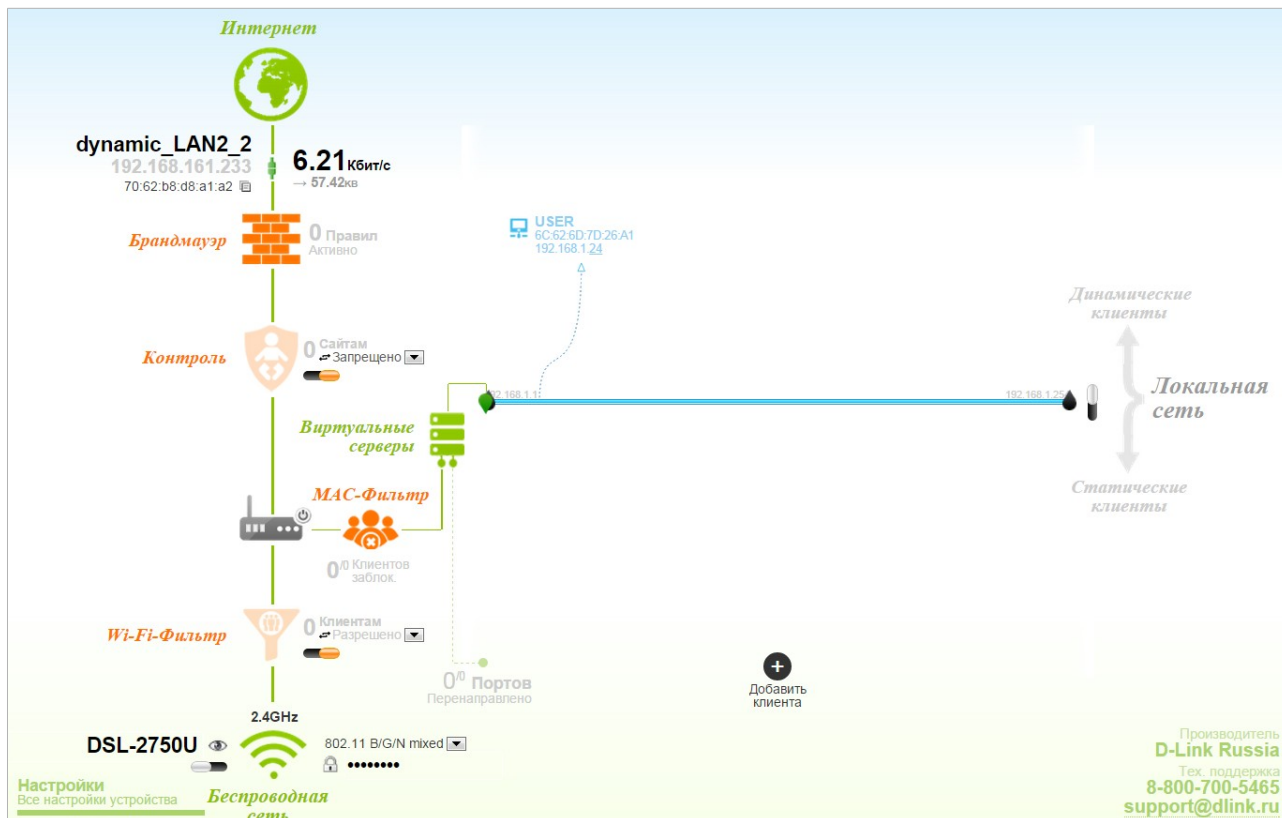 Интернет
dynamic_LAN2_2
192.168.161.233
70:62:b8:d8:a1:a2
6.21 Кбит/с
→ 57.42кв
Брандмауэр
0 Правил
Активно
USER
6C:62:6D:7D:26:A1
192.168.1.24
Динамические
клиенты
Контроль
0 Сайтам
Запрещено
92.168.1.1
192.168.1.25
Локальная
сеть
Виртуальные
серверы
MAC-Фильтр
0/0 Клиентов
заблок.
Статические
клиенты
Wi-Fi-Фильтр
0 Клиентам
Разрешено
0/0 Портов
Перенаправлено
Добавить
клиента
2.4GHz
DSL-2750U
802.11 B/G/N mixed
••••••••
Беспроводная
сеть
Настройки
Все настройки устройства
Производитель
D-Link Russia
Тех. поддержка
8-800-700-5465
support@dlink.ru